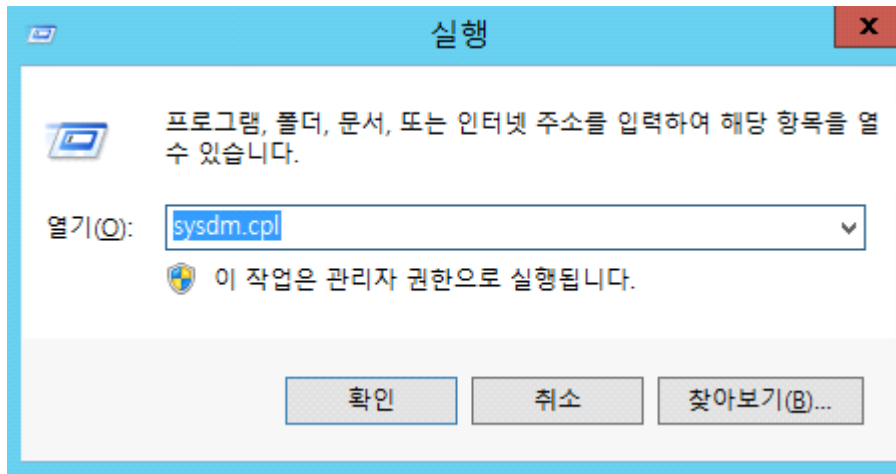 실행
x
프로그램, 폴더, 문서, 또는 인터넷 주소를 입력하여 해당 항목을 열
수 있습니다.
열기(O): sysdm.cpl
이 작업은 관리자 권한으로 실행됩니다.
확인 취소 찾아보기(B)...